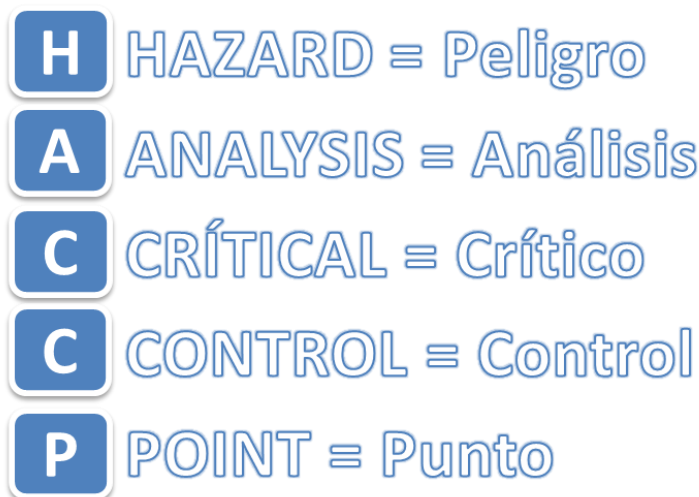 H HAZARD = Peligro
A ANALYSIS = Análisis
C CRÍTICAL = Crítico
C CONTROL = Control
P POINT = Punto